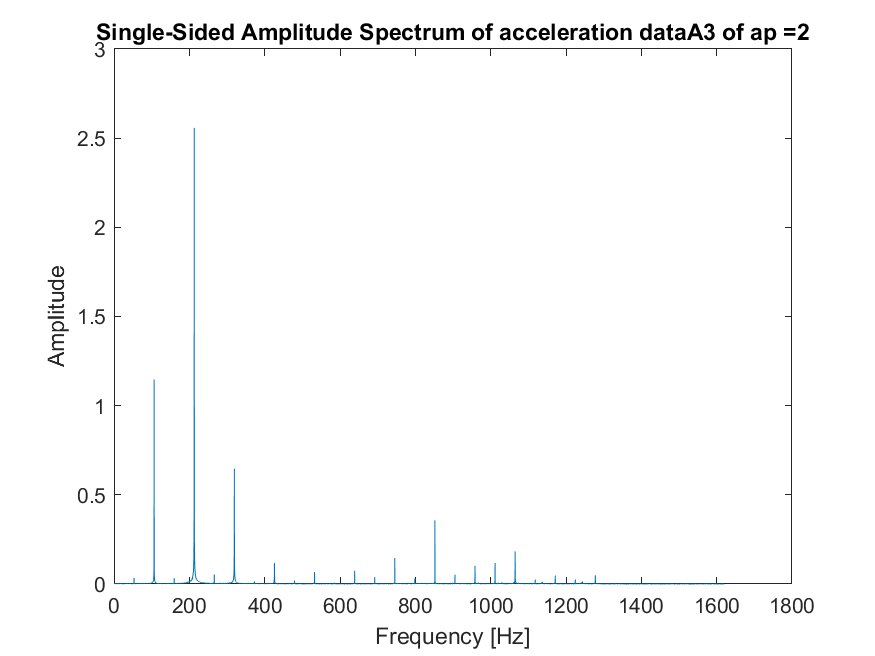 Single-Sided Amplitude Spectrum of acceleration dataA3 of ap =2
3
2.5
2
1.5
1
0.5
0
Amplitude
0 200 400 600 800 1000 1200 1400 1600 1800
Frequency [Hz]